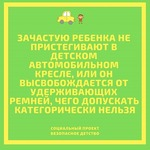 ЗАЧАСТУЮ РЕБЕНКА НЕ
ПРИСТЕГИВАЮТ В
ДЕТСКОМ
АВТОМОБИЛЬНОМ
КРЕСЛЕ, ИЛИ ОН
ВЫСВОБОЖДАЕТСЯ ОТ
УДЕРЖИВАЮЩИХ
РЕМНЕЙ, ЧЕГО ДОПУСКАТЬ
КАТЕГОРИЧЕСКИ НЕЛЬЗЯ
СОЦИАЛЬНЫЙ ПРОЕКТ
БЕЗОПАСНОЕ ДЕТСТВО